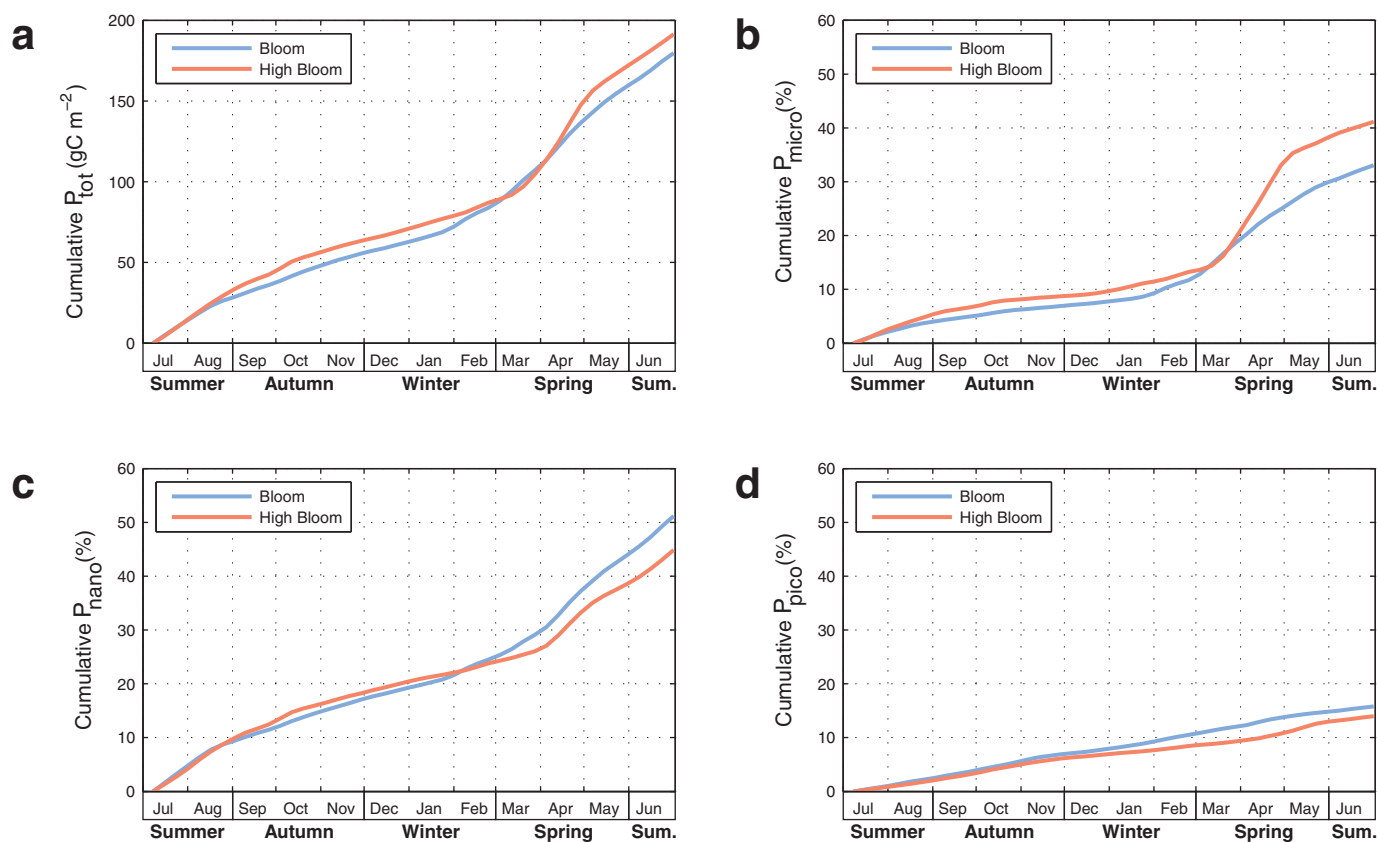 a
Cumulative P_tot (gC m⁻²)
200
150
100
50
0
Bloom
High Bloom
Jul Aug Sep Oct Nov Dec Jan Feb Mar Apr May Jun
Summer Autumn Winter Spring Sum.
b
Cumulative P_micro(%)
60
50
40
30
20
10
0
Bloom
High Bloom
Jul Aug Sep Oct Nov Dec Jan Feb Mar Apr May Jun
Summer Autumn Winter Spring Sum.
c
Cumulative P_nano(%)
60
50
40
30
20
10
0
Bloom
High Bloom
Jul Aug Sep Oct Nov Dec Jan Feb Mar Apr May Jun
Summer Autumn Winter Spring Sum.
d
Cumulative P_pico(%)
60
50
40
30
20
10
0
Bloom
High Bloom
Jul Aug Sep Oct Nov Dec Jan Feb Mar Apr May Jun
Summer Autumn Winter Spring Sum.